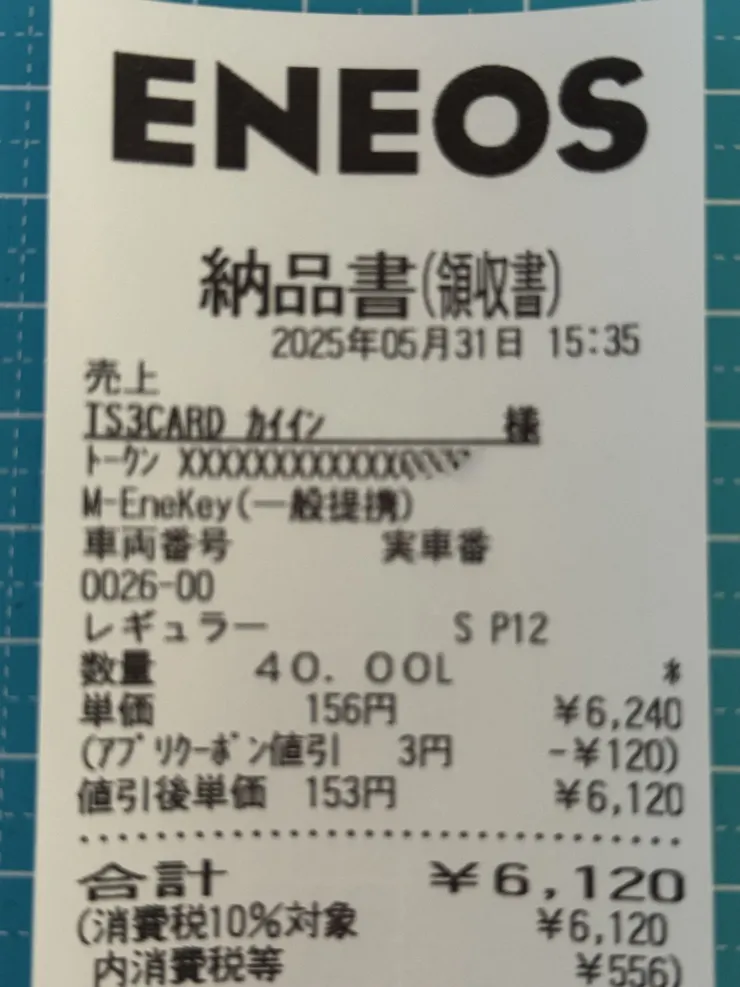 ENEOS
納品書(領収書)
2025年05月31日 15:35
売上
TS3CARD カイイン 様
トークン XXXXXXXXXXXX
M-EneKey(一般提携)
車両番号 実車番
0026-00
レギュラー S P12
数量 40.00L *
単価 156円 ¥6,240
(アプリクーポン値引 3円 -¥120)
値引後単価 153円 ¥6,120
合計 ¥6,120
(消費税10%対象 ¥6,120
内消費税等 ¥556)